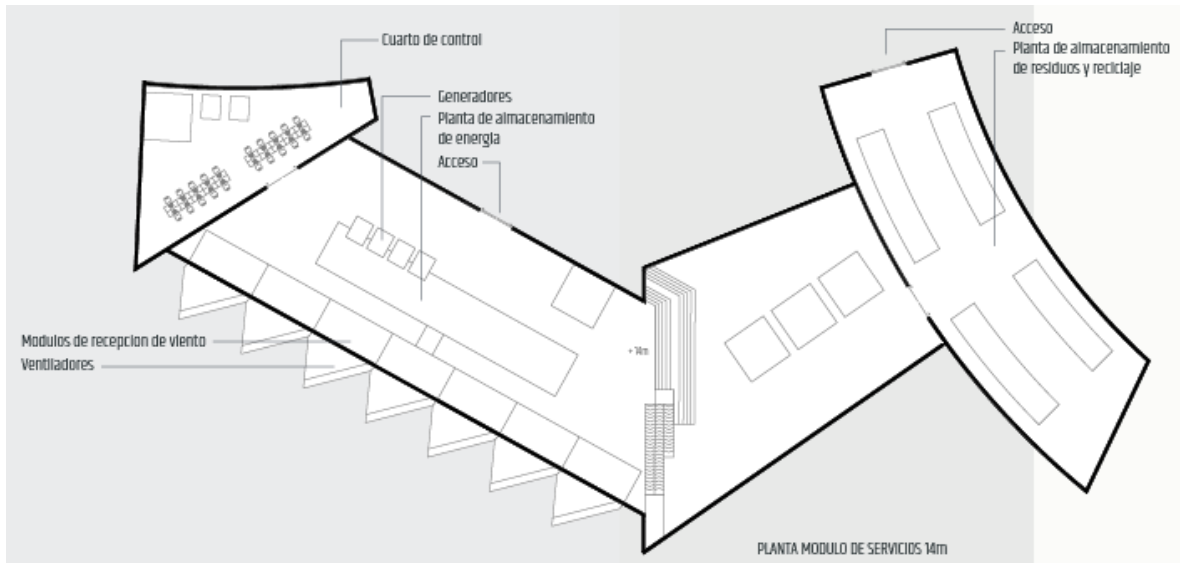 Cuarto de control
Generadores
Planta de almacenamiento
de energia
Acceso
Acceso
Planta de almacenamiento
de residuos y reciclaje
Modulos de recepcion de viento
Ventiladores
+ 14m
PLANTA MODULO DE SERVICIOS 14m